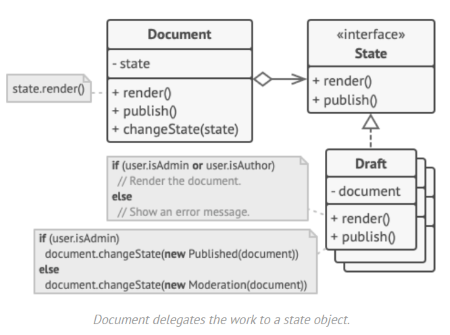 Document
- state
+ render()
+ publish()
+ changeState(state)
«interface»
State
+ render()
+ publish()
state.render()
Draft
- document
+ render()
+ publish()
if (user.isAdmin or user.isAuthor)
// Render the document.
else
// Show an error message.
if (user.isAdmin)
document.changeState(new Published(document))
else
document.changeState(new Moderation(document))
Document delegates the work to a state object.